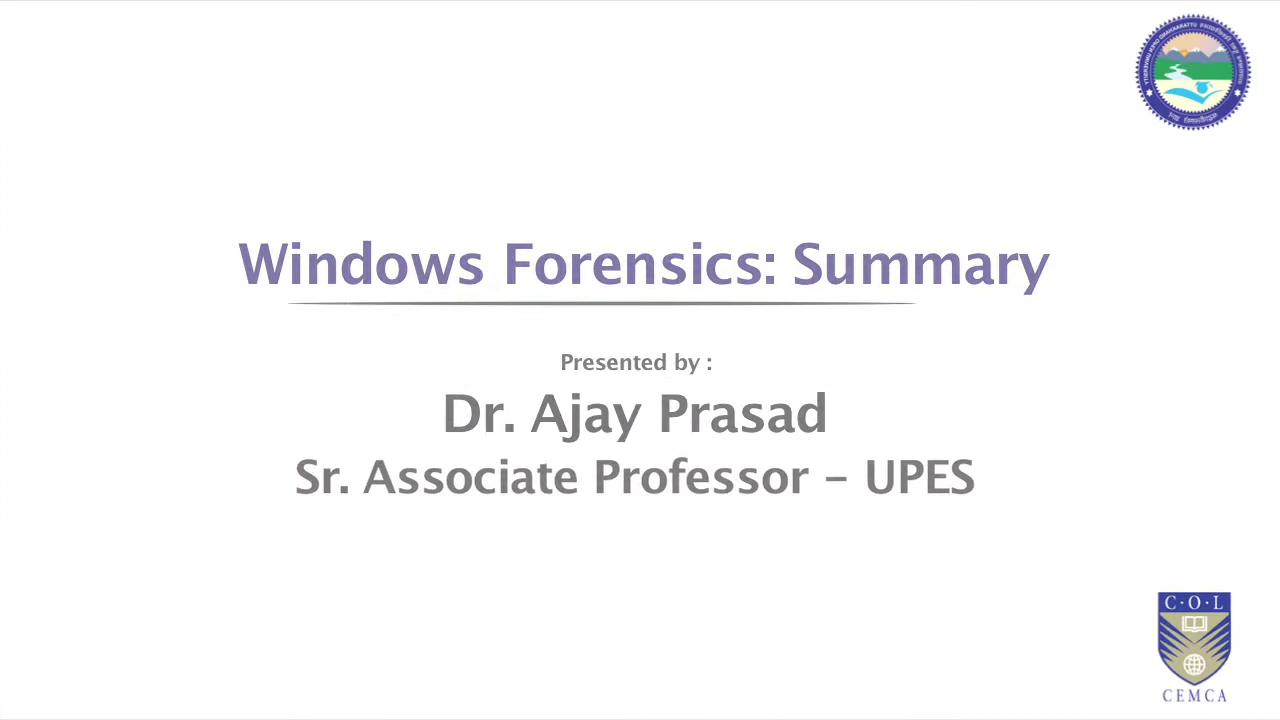 Windows Forensics: Summary
Presented by :
Dr. Ajay Prasad
Sr. Associate Professor – UPES
C·O·L
CEMCA